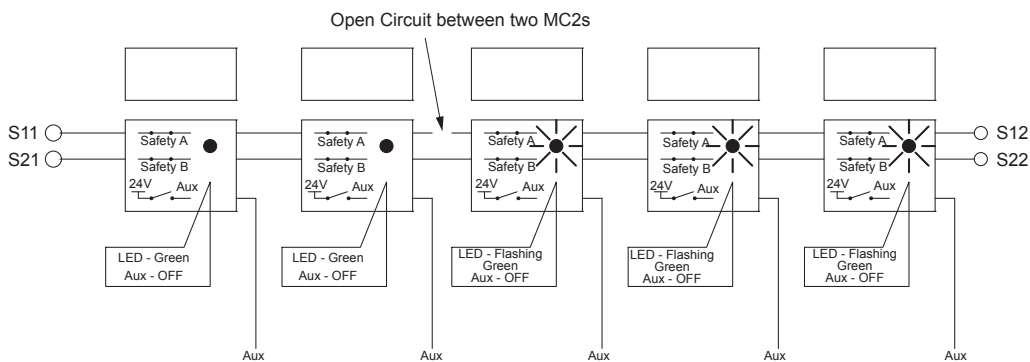 Open Circuit between two MC2s
S11
S21
Safety A
Safety B
24V
Aux
Safety A
Safety B
24V
Aux
Safety A
Safety B
24V
Aux
Safety A
Safety B
24V
Aux
Safety A
Safety B
24V
Aux
S12
S22
LED - Green
Aux - OFF
LED - Green
Aux - OFF
LED - Flashing
Green
Aux - OFF
LED - Flashing
Green
Aux - OFF
LED - Flashing
Green
Aux - OFF
Aux
Aux
Aux
Aux
Aux